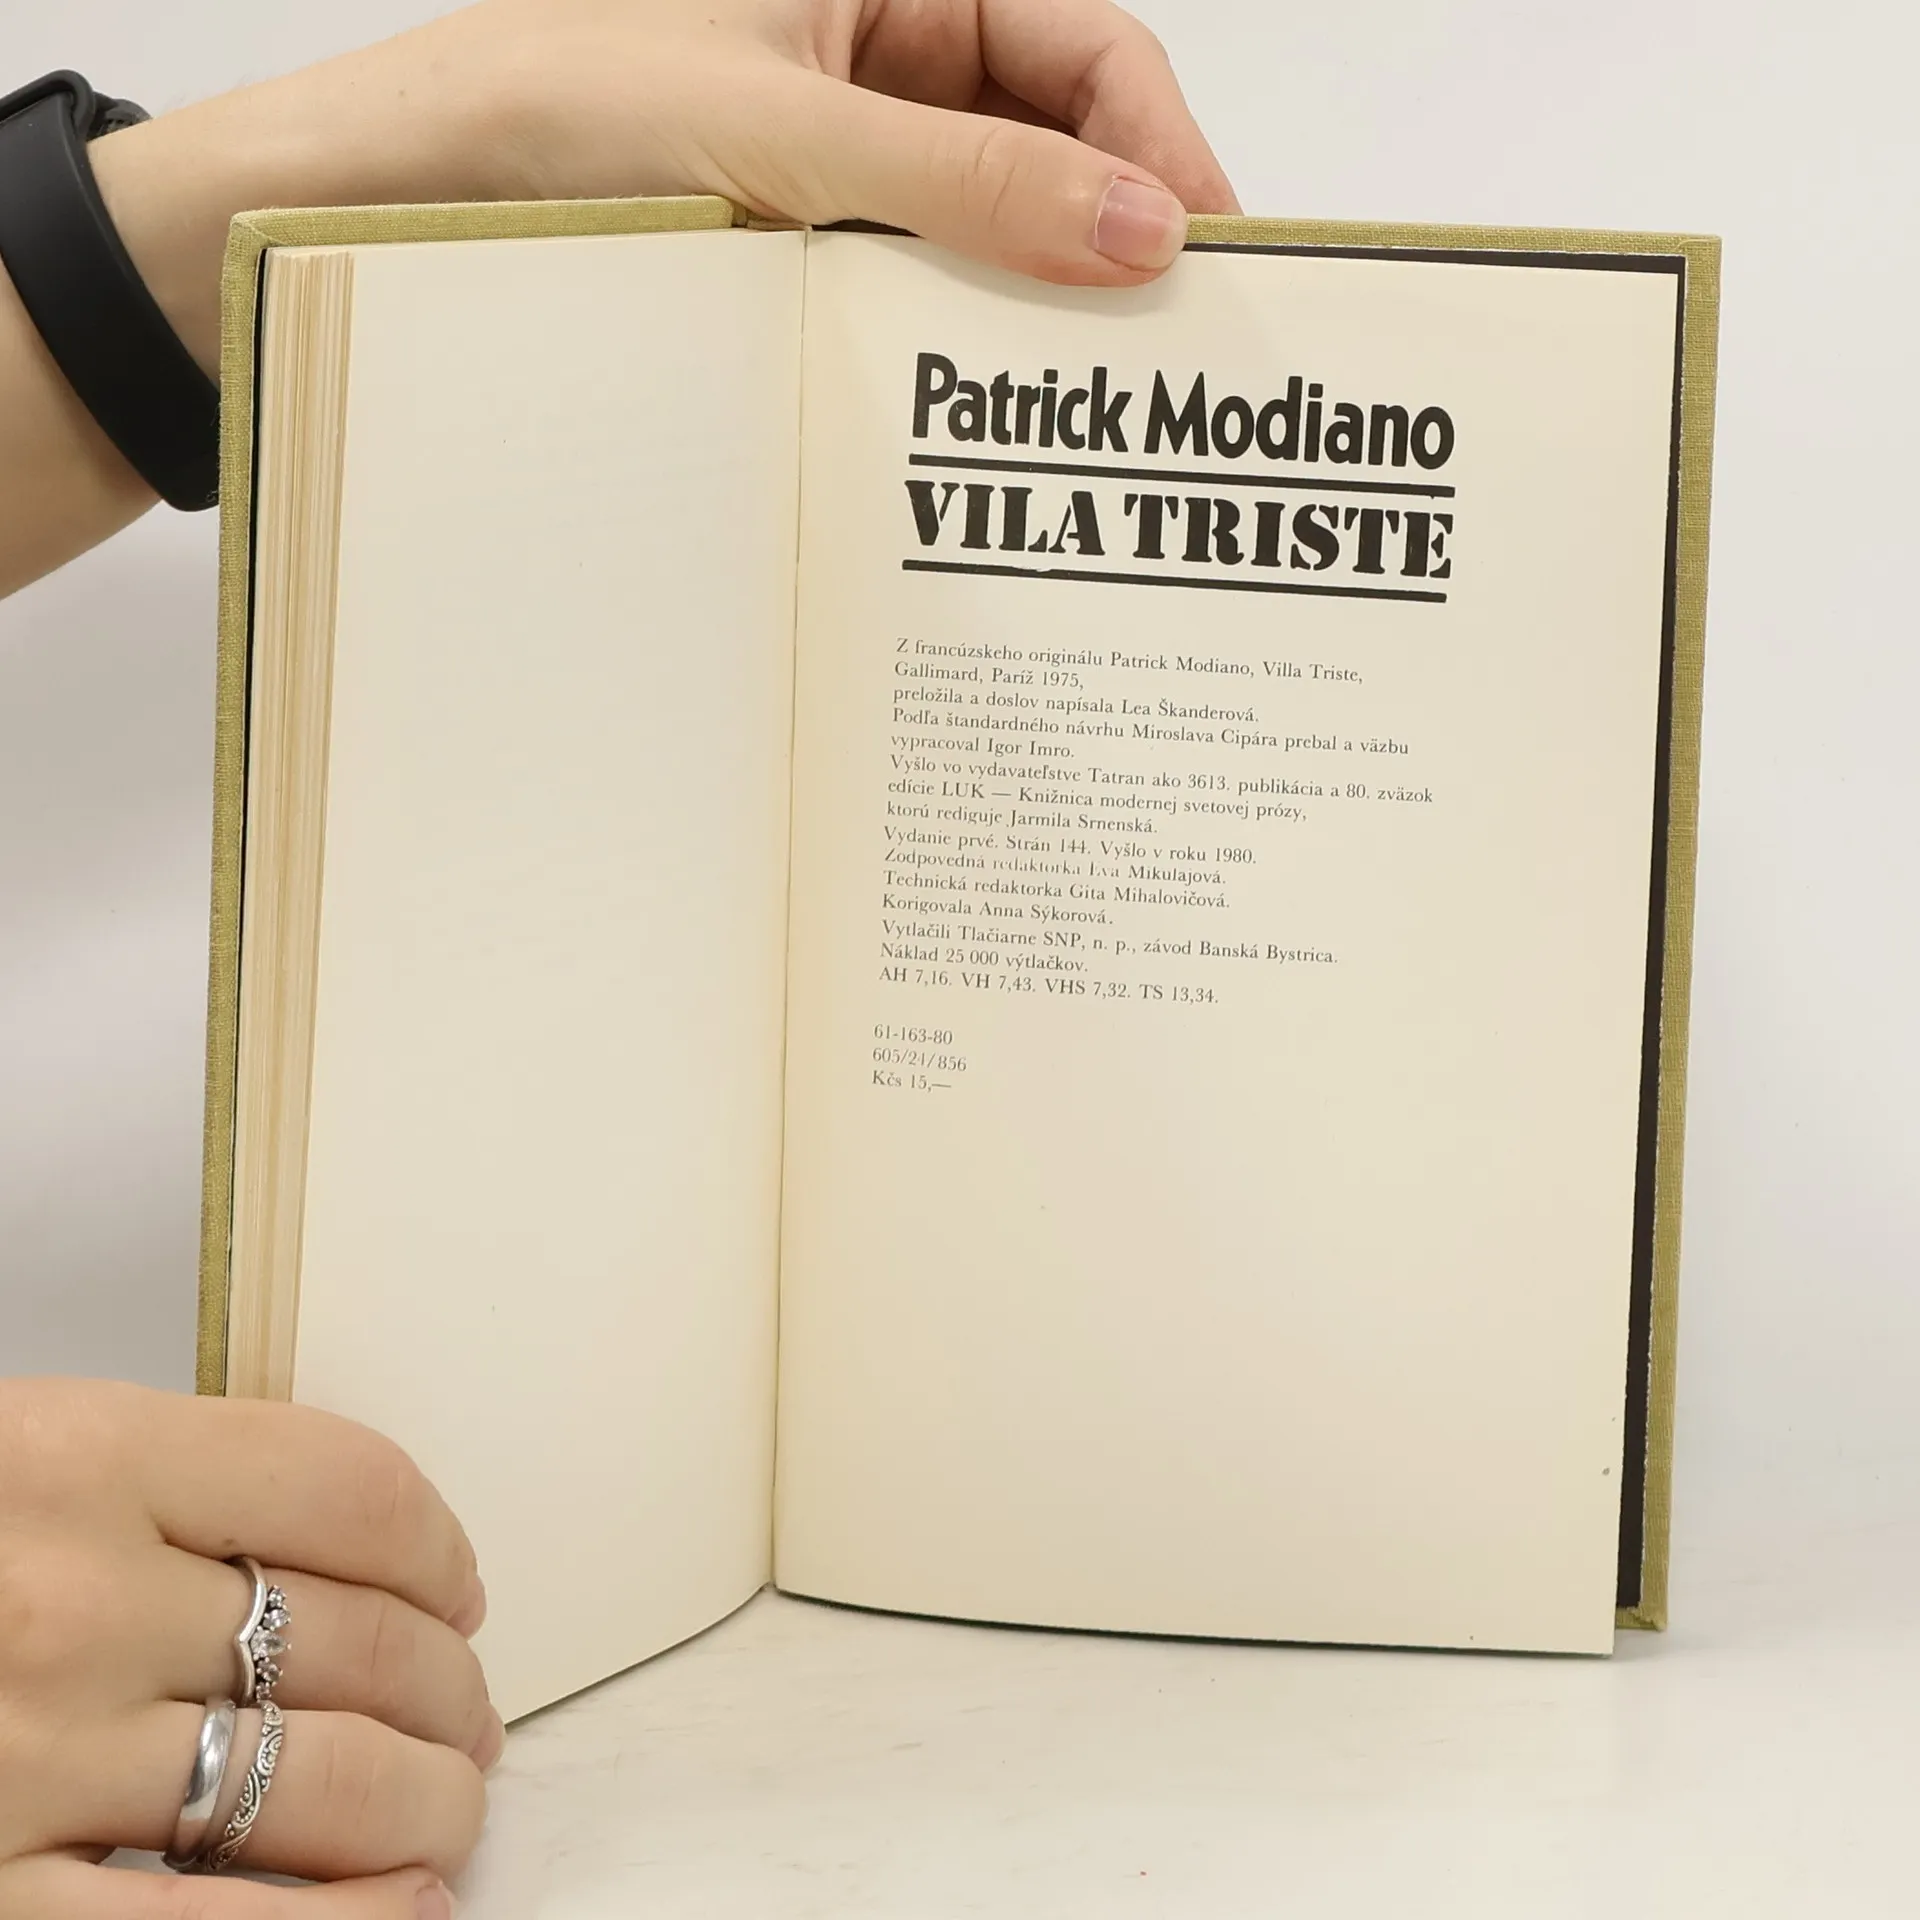 Patrick Modiano
VILA TRISTE
Z francúzskeho originálu Patrick Modiano, Villa Triste,
Gallimard, Paríž 1975,
preložila a doslov napísala Lea Škanderová.
Podľa štandardného návrhu Miroslava Cipára prebal a väzbu
vypracoval Igor Imro.
Vyšlo vo vydavateľstve Tatran ako 3613. publikácia a 80. zväzok
edície LUK — Knižnica modernej svetovej prózy,
ktorú rediguje Jarmila Srnenská.
Vydanie prvé. Strán 144. Vyšlo v roku 1980.
Zodpovedná redaktorka Eva Mikulajová.
Technická redaktorka Gita Mihalovičová.
Korigovala Anna Sýkorová.
Vytlačili Tlačiarne SNP, n. p., závod Banská Bystrica.
Náklad 25 000 výtlačkov.
AH 7,16. VH 7,43. VHS 7,32. TS 13,34.
61-163-80
605/21/856
Kčs 15,—